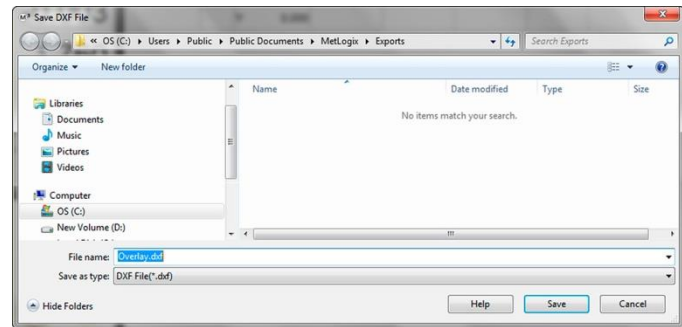 M³ Save DXF File
« OS (C:) ▸ Users ▸ Public ▸ Public Documents ▸ MetLogix ▸ Exports
Search Exports
Organize ▾ New folder
Name Date modified Type Size
Libraries
Documents
Music
Pictures
Videos
Computer
OS (C:)
New Volume (D:)
No items match your search.
File name: Overlay.dxf
Save as type: DXF File(*.dxf)
Hide Folders Help Save Cancel